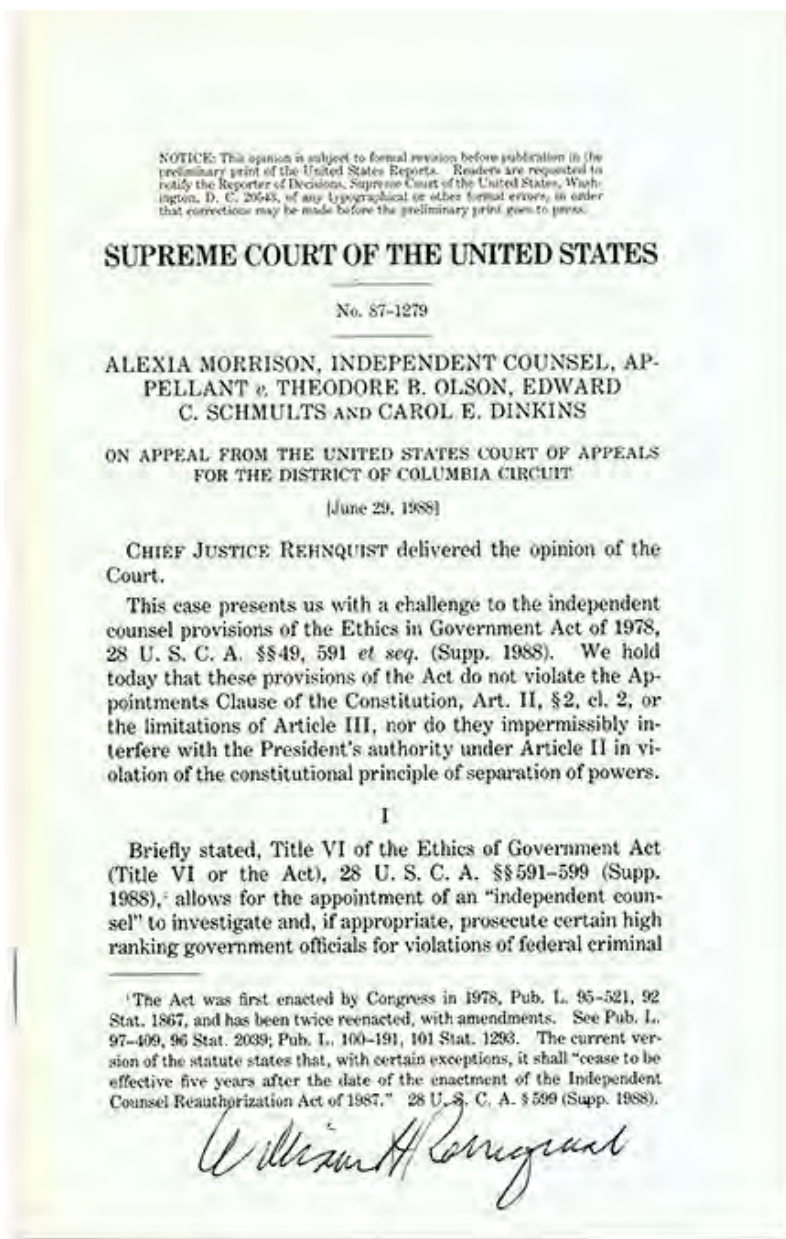 NOTICE: This opinion is subject to formal revision before publication in the
preliminary print of the United States Reports. Readers are requested to
notify the Reporter of Decisions, Supreme Court of the United States, Wash-
ington, D. C. 20543, of any typographical or other formal errors, in order
that corrections may be made before the preliminary print goes to press.
SUPREME COURT OF THE UNITED STATES
No. 87–1279
ALEXIA MORRISON, INDEPENDENT COUNSEL, AP-
PELLANT v. THEODORE B. OLSON, EDWARD
C. SCHMULTS AND CAROL E. DINKINS
ON APPEAL FROM THE UNITED STATES COURT OF APPEALS
FOR THE DISTRICT OF COLUMBIA CIRCUIT
[June 29, 1988]
CHIEF JUSTICE REHNQUIST delivered the opinion of the
Court.
This case presents us with a challenge to the independent
counsel provisions of the Ethics in Government Act of 1978,
28 U. S. C. A. §§49, 591 et seq. (Supp. 1988). We hold
today that these provisions of the Act do not violate the Ap-
pointments Clause of the Constitution, Art. II, §2, cl. 2, or
the limitations of Article III, nor do they impermissibly in-
terfere with the President's authority under Article II in vi-
olation of the constitutional principle of separation of powers.
I
Briefly stated, Title VI of the Ethics of Government Act
(Title VI or the Act), 28 U. S. C. A. §§591–599 (Supp.
1988),¹ allows for the appointment of an "independent coun-
sel" to investigate and, if appropriate, prosecute certain high
ranking government officials for violations of federal criminal
¹The Act was first enacted by Congress in 1978, Pub. L. 95–521, 92
Stat. 1867, and has been twice reenacted, with amendments. See Pub. L.
97–409, 96 Stat. 2039; Pub. L. 100–191, 101 Stat. 1293. The current ver-
sion of the statute states that, with certain exceptions, it shall "cease to be
effective five years after the date of the enactment of the Independent
Counsel Reauthorization Act of 1987." 28 U. S. C. A. §599 (Supp. 1988).
William H Rehnquist